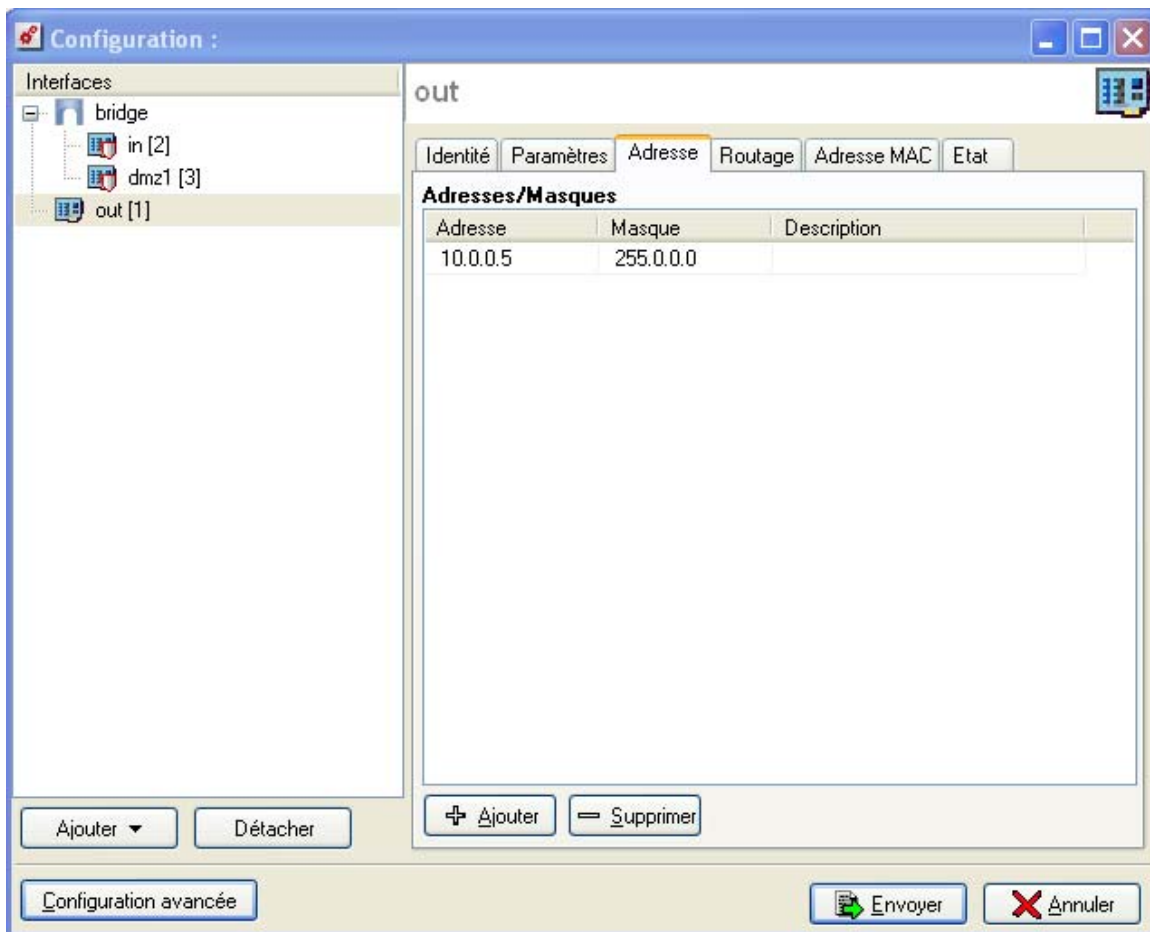 Configuration :
Interfaces
bridge
in [2]
dmz1 [3]
out [1]
Ajouter
Détacher
out
Identité Paramètres Adresse Routage Adresse MAC Etat
Adresses/Masques
Adresse Masque Description
10.0.0.5 255.0.0.0
Ajouter Supprimer
Configuration avancée
Envoyer Annuler